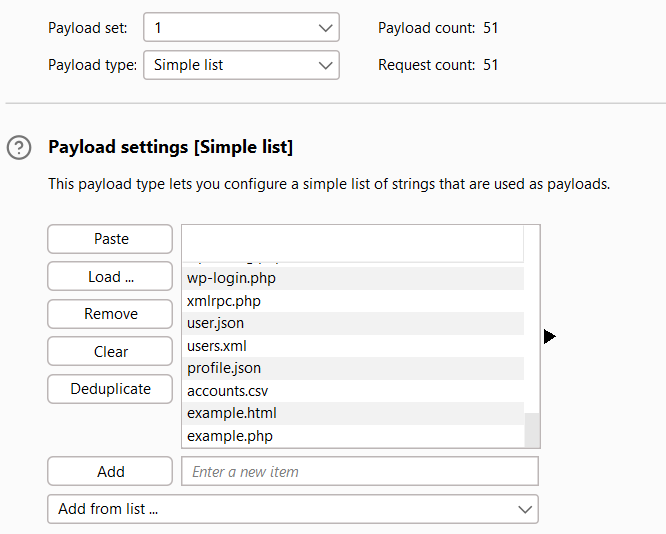 Payload set: 1 Payload count: 51
Payload type: Simple list Request count: 51
Payload settings [Simple list]
This payload type lets you configure a simple list of strings that are used as payloads.
Paste
Load ...
Remove
Clear
Deduplicate
wp-login.php
xmlrpc.php
user.json
users.xml
profile.json
accounts.csv
example.html
example.php
Add Enter a new item
Add from list ...